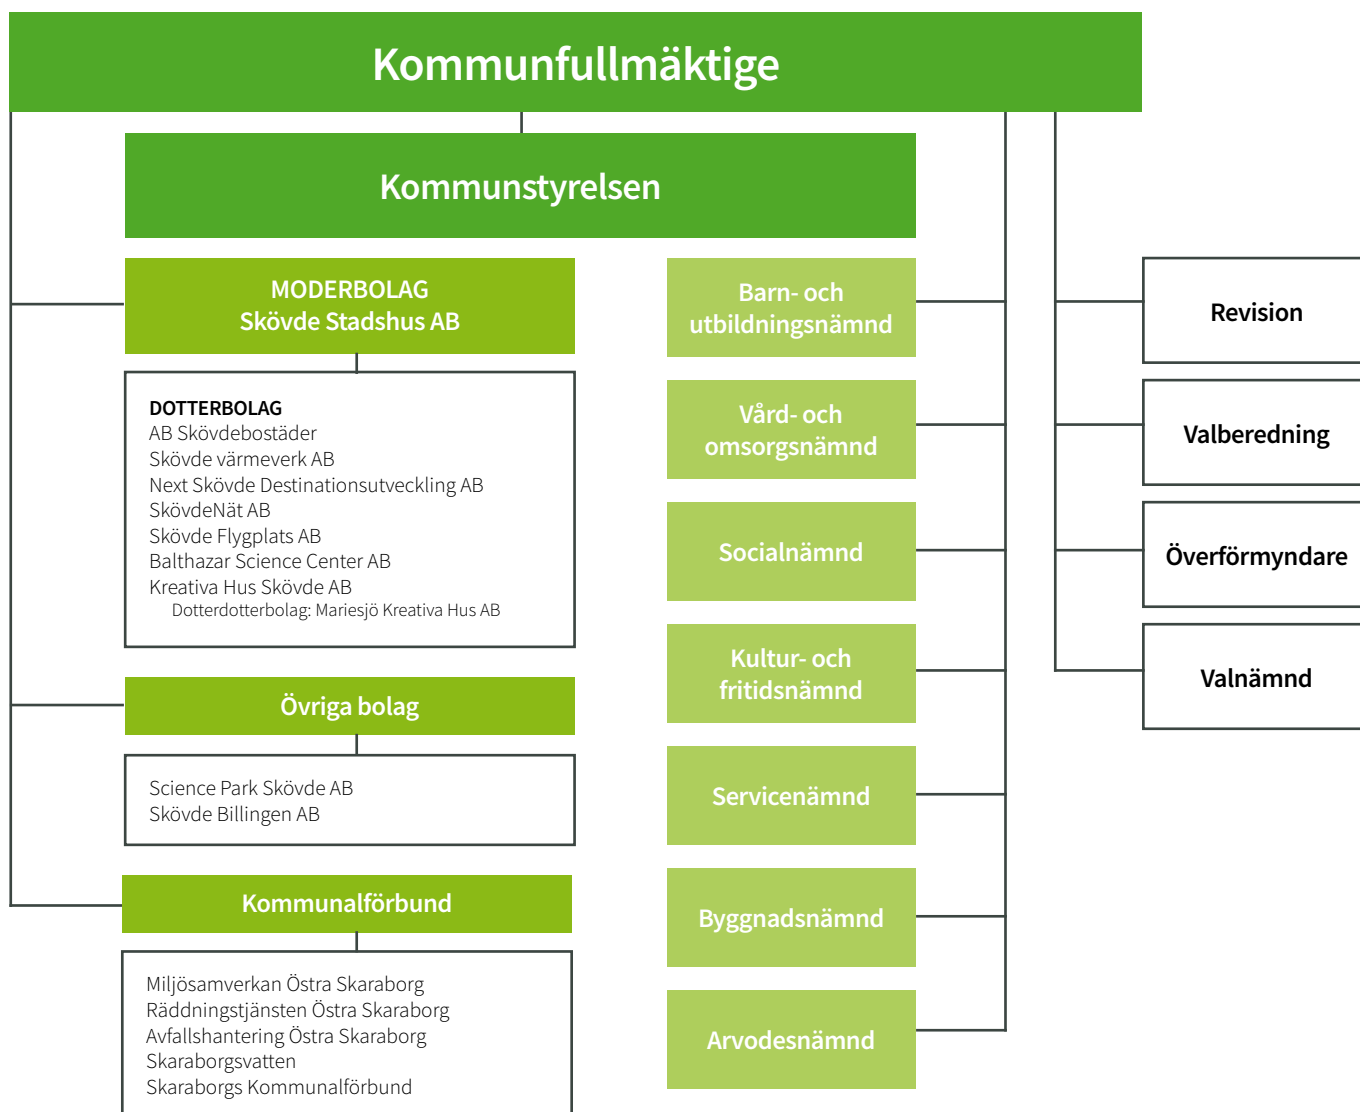 Kommunfullmäktige
Kommunstyrelsen
MODERBOLAG
Skövde Stadshus AB
DOTTERBOLAG
AB Skövdebostäder
Skövde värmeverk AB
Next Skövde Destinationsutveckling AB
SkövdeNät AB
Skövde Flygplats AB
Balthazar Science Center AB
Kreativa Hus Skövde AB
Dotterdotterbolag: Mariesjö Kreativa Hus AB
Övriga bolag
Science Park Skövde AB
Skövde Billingen AB
Kommunalförbund
Miljösamverkan Östra Skaraborg
Räddningstjänsten Östra Skaraborg
Avfallshantering Östra Skaraborg
Skaraborgsvatten
Skaraborgs Kommunalförbund
Barn- och
utbildningsnämnd
Vård- och
omsorgsnämnd
Socialnämnd
Kultur- och
fritidsnämnd
Servicenämnd
Byggnadsnämnd
Arvodesnämnd
Revision
Valberedning
Överförmyndare
Valnämnd